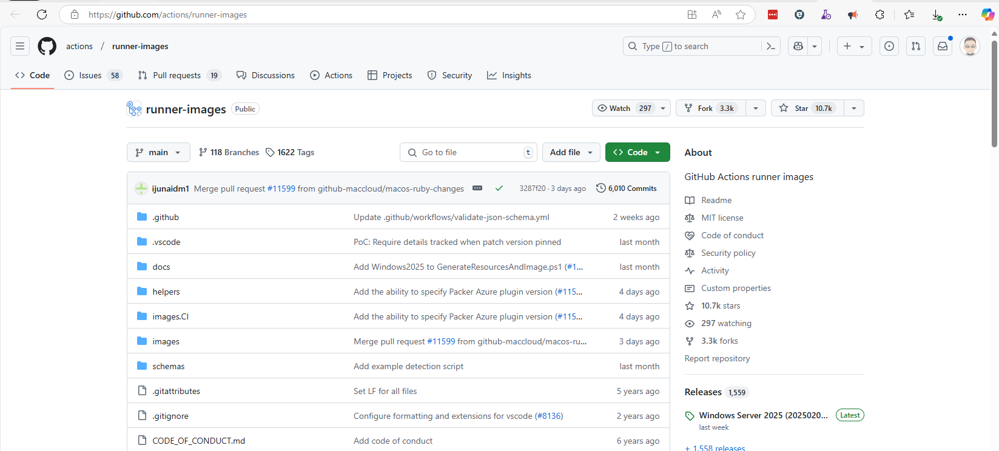 https://github.com/actions/runner-images
actions / runner-images
Type / to search
Code Issues 58 Pull requests 19 Discussions Actions Projects Security Insights
runner-images Public
Watch 297 Fork 3.3k Star 10.7k
main 118 Branches 1622 Tags Go to file t Add file Code
ijunaidm1 Merge pull request #11599 from github-maccloud/macos-ruby-changes 3287f20 · 3 days ago 6,010 Commits
.github Update .github/workflows/validate-json-schema.yml 2 weeks ago
.vscode PoC: Require details tracked when patch version pinned last month
docs Add Windows2025 to GenerateResourcesAndImage.ps1 (#1... last month
helpers Add the ability to specify Packer Azure plugin version (#115... 4 days ago
images.CI Add the ability to specify Packer Azure plugin version (#115... 4 days ago
images Merge pull request #11599 from github-maccloud/macos-ru... 3 days ago
schemas Add example detection script last month
.gitattributes Set LF for all files 5 years ago
.gitignore Configure formatting and extensions for vscode (#8136) 2 years ago
CODE_OF_CONDUCT.md Add code of conduct 6 years ago
About
GitHub Actions runner images
Readme
MIT license
Code of conduct
Security policy
Activity
Custom properties
10.7k stars
297 watching
3.3k forks
Report repository
Releases 1,559
Windows Server 2025 (2025020... Latest
last week
+ 1,558 releases